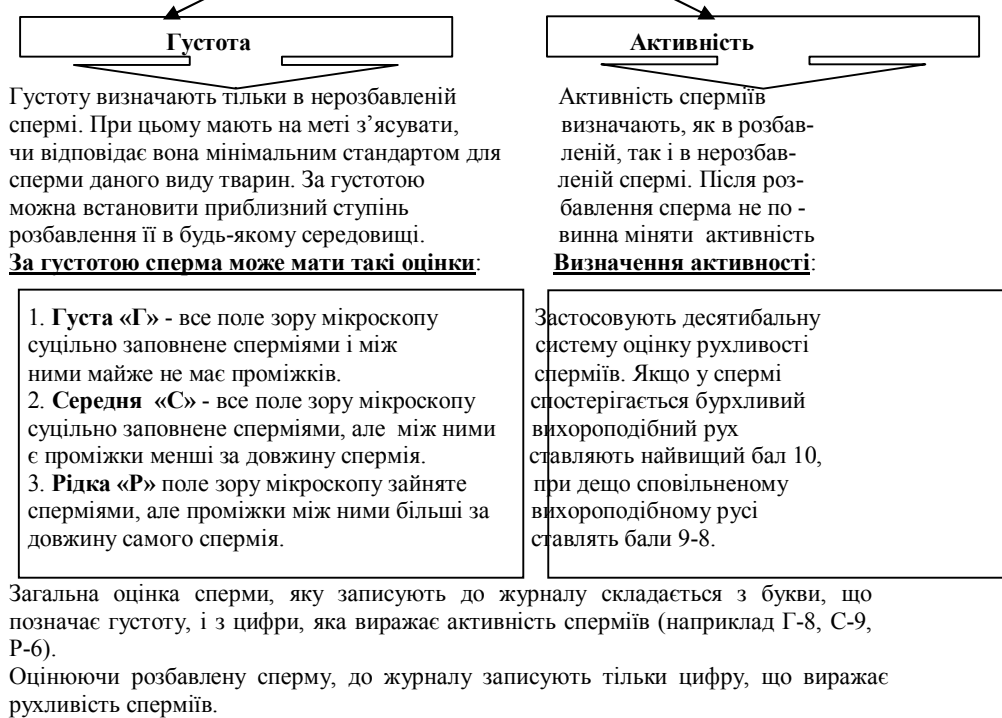 Густота
Густоту визначають тільки в нерозбавленій
спермі. При цьому мають на меті з’ясувати,
чи відповідає вона мінімальним стандартом для
сперми даного виду тварин. За густотою
можна встановити приблизний ступінь
розбавлення її в будь-якому середовищі.
За густотою сперма може мати такі оцінки:
1. Густа «Г» - все поле зору мікроскопу
суцільно заповнене сперміями і між
ними майже не має проміжків.
2. Середня «С» - все поле зору мікроскопу
суцільно заповнене сперміями, але між ними
є проміжки менші за довжину спермія.
3. Рідка «Р» поле зору мікроскопу зайняте
сперміями, але проміжки між ними більші за
довжину самого спермія.
Активність
Активність сперміїв
визначають, як в розбав-
леній, так і в нерозбав-
леній спермі. Після роз-
бавлення сперма не по -
винна міняти активність
Визначення активності:
Застосовують десятибальну
систему оцінку рухливості
сперміїв. Якщо у спермі
спостерігається бурхливий
вихороподібний рух
ставляють найвищий бал 10,
при дещо сповільненому
вихороподібному русі
ставлять бали 9-8.
Загальна оцінка сперми, яку записують до журналу складається з букви, що
позначає густоту, і з цифри, яка виражає активність сперміїв (наприклад Г-8, С-9,
Р-6).
Оцінюючи розбавлену сперму, до журналу записують тільки цифру, що виражає
рухливість сперміїв.